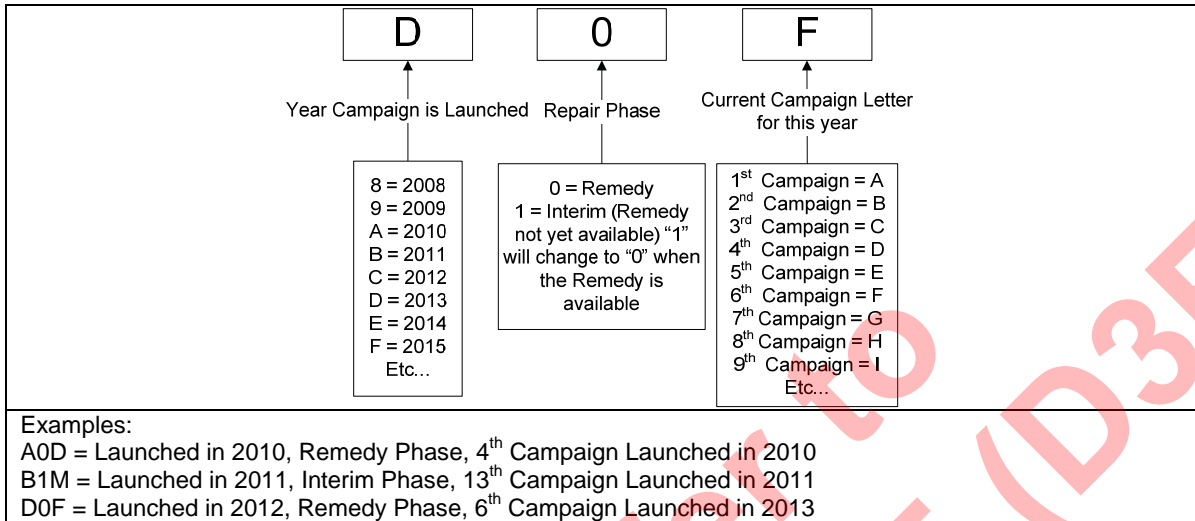 D 0 F
Year Campaign is Launched
Repair Phase
Current Campaign Letter
for this year
8 = 2008
9 = 2009
A = 2010
B = 2011
C = 2012
D = 2013
E = 2014
F = 2015
Etc...
0 = Remedy
1 = Interim (Remedy
not yet available) “1”
will change to “0” when
the Remedy is
available
1st Campaign = A
2nd Campaign = B
3rd Campaign = C
4th Campaign = D
5th Campaign = E
6th Campaign = F
7th Campaign = G
8th Campaign = H
9th Campaign = I
Etc...
Examples:
A0D = Launched in 2010, Remedy Phase, 4th Campaign Launched in 2010
B1M = Launched in 2011, Interim Phase, 13th Campaign Launched in 2011
D0F = Launched in 2012, Remedy Phase, 6th Campaign Launched in 2013
to